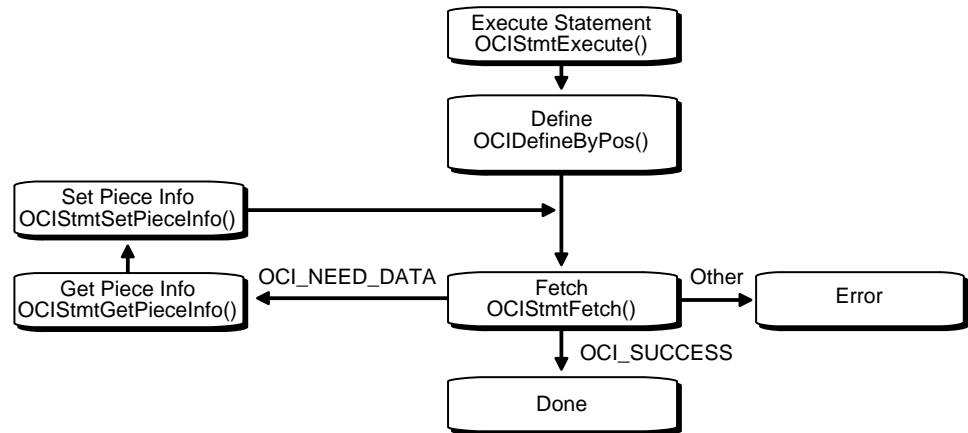 Execute Statement
OCIStmtExecute()
Define
OCIDefineByPos()
Set Piece Info
OCIStmtSetPieceInfo()
Get Piece Info
OCIStmtGetPieceInfo()
OCI_NEED_DATA
Fetch
OCIStmtFetch()
Other
Error
OCI_SUCCESS
Done